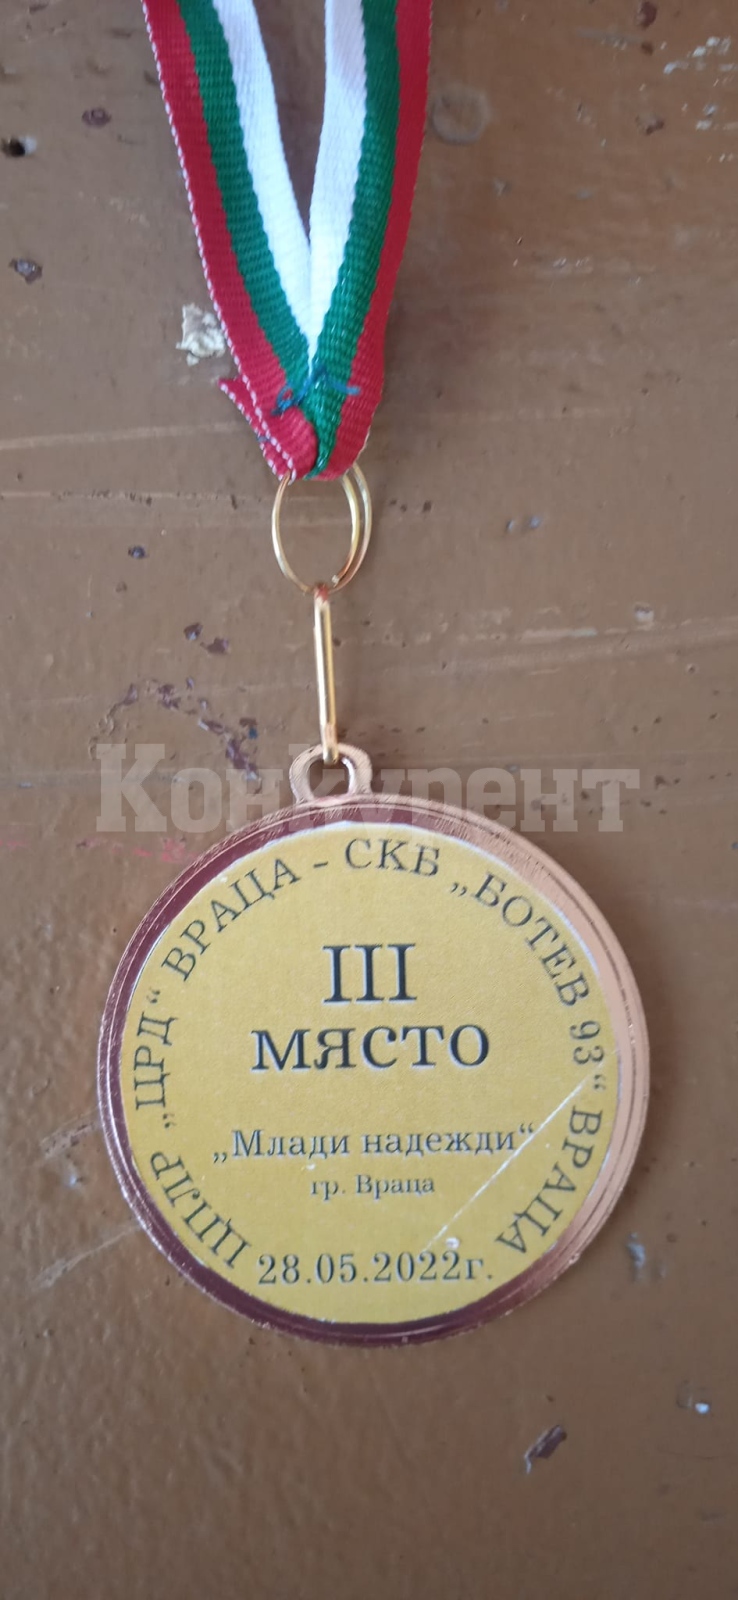 Конкурент
ЦПЛР „ЦРД“ ВРАЦА - СКБ „БОТЕВ 93“ ВРАЦА
III
МЯСТО
„Млади надежди“
гр. Враца
28.05.2022г.